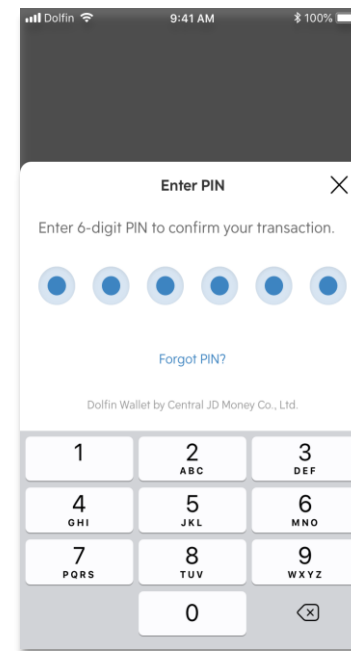 Dolfin 9:41 AM 100%
Enter PIN
Enter 6-digit PIN to confirm your transaction.
Forgot PIN?
Dolfin Wallet by Central JD Money Co., Ltd.
1 2 3
ABC DEF
4 5 6
GHI JKL MNO
7 8 9
PQRS TUV WXYZ
0